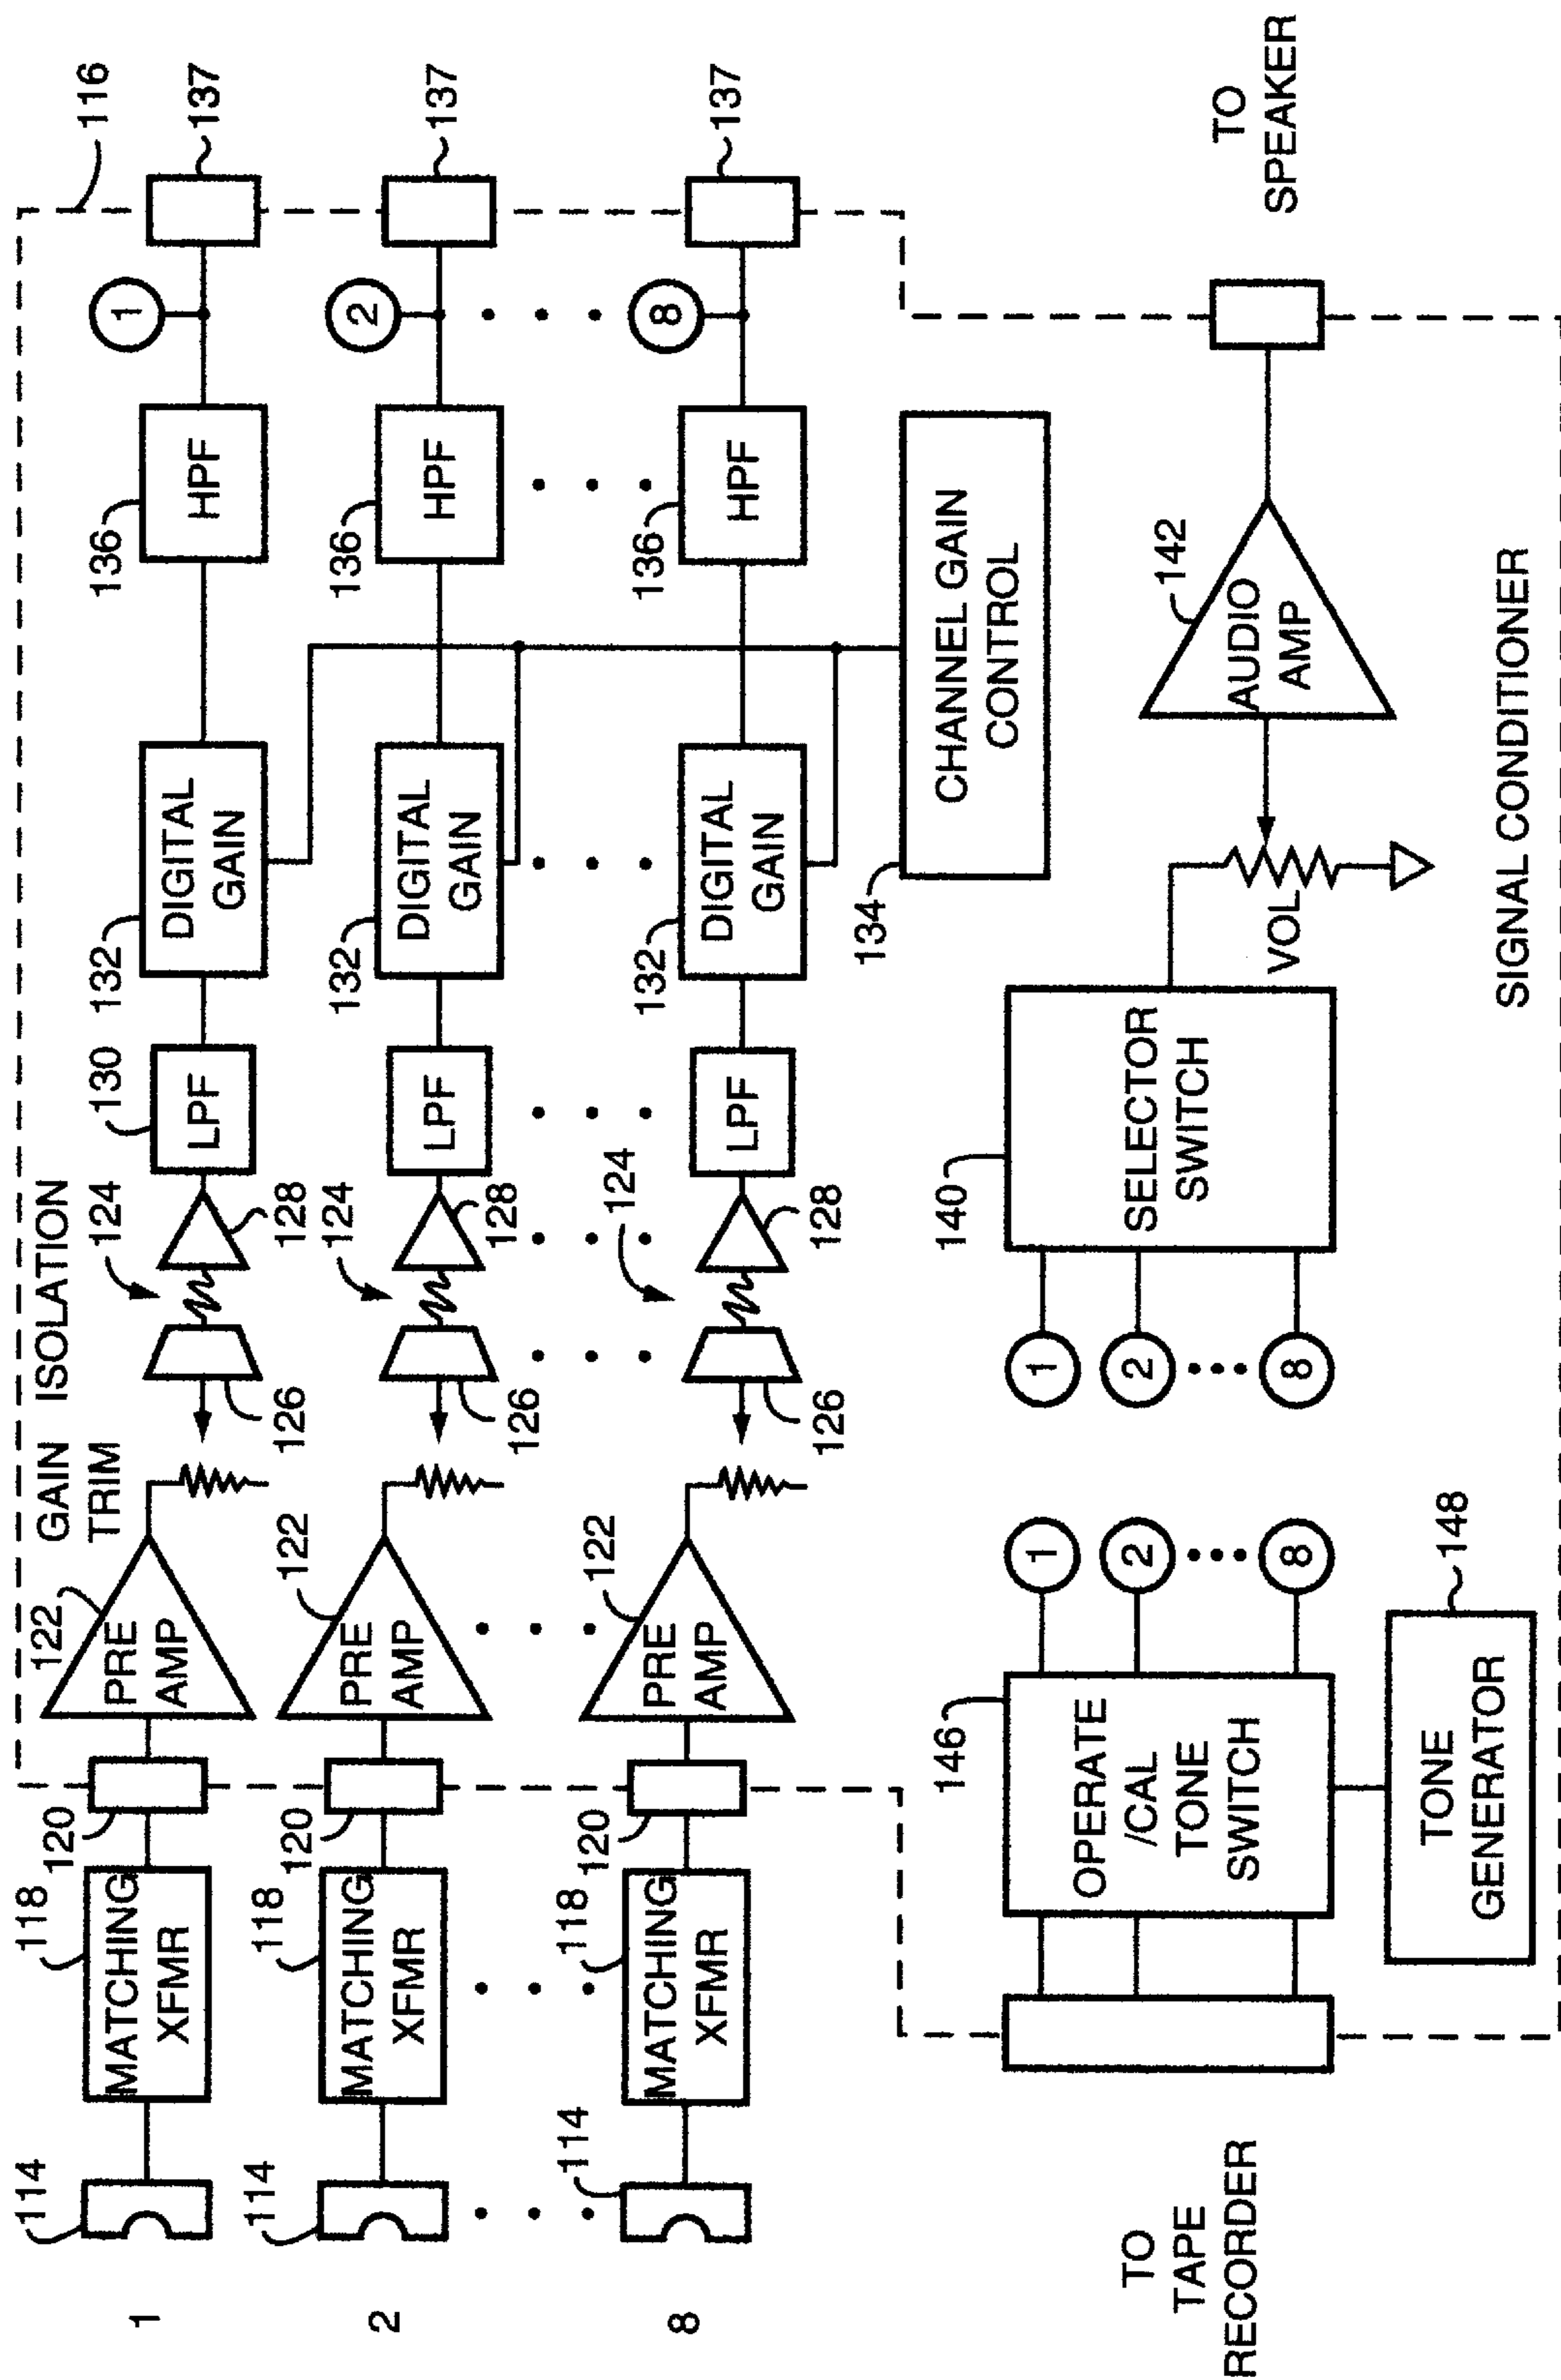 116
GAIN ISOLATION
TRIM
1
114
118
MATCHING
XFMR
120
122
PRE
AMP
126
124
128
130
LPF
132
DIGITAL
GAIN
136
HPF
1
137
2
114
118
MATCHING
XFMR
120
122
PRE
AMP
126
124
128
LPF
132
DIGITAL
GAIN
136
HPF
2
137
8
114
118
MATCHING
XFMR
120
122
PRE
AMP
126
124
128
LPF
132
DIGITAL
GAIN
136
HPF
8
137
134
CHANNEL GAIN
CONTROL
TO
TAPE
RECORDER
146
OPERATE
/CAL
TONE
SWITCH
1
2
8
148
TONE
GENERATOR
1
2
8
140
SELECTOR
SWITCH
VOL
142
AUDIO
AMP
TO
SPEAKER
SIGNAL CONDITIONER